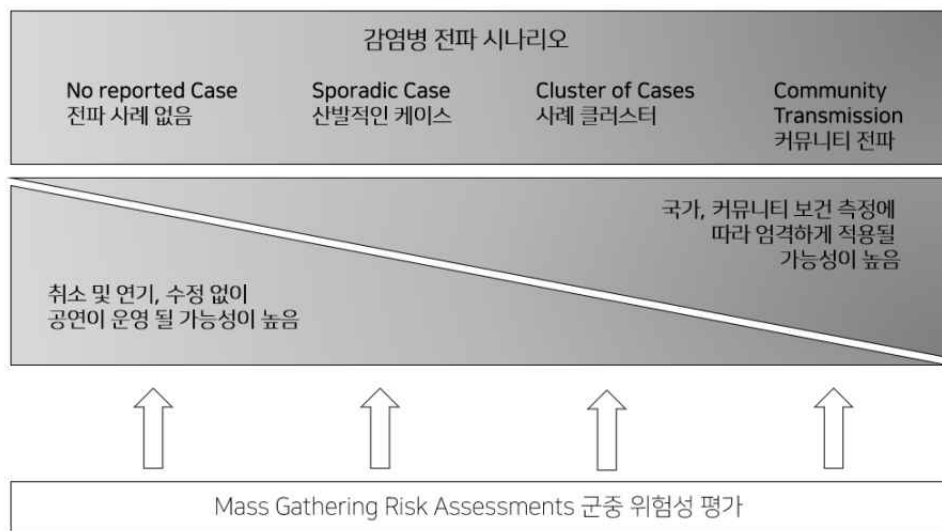 감염병 전파 시나리오
No reported Case
전파 사례 없음
Sporadic Case
산발적인 케이스
Cluster of Cases
사례 클러스터
Community
Transmission
커뮤니티 전파
국가, 커뮤니티 보건 측정에
따라 엄격하게 적용될
가능성이 높음
취소 및 연기, 수정 없이
공연이 운영 될 가능성이 높음
Mass Gathering Risk Assessments 군중 위험성 평가